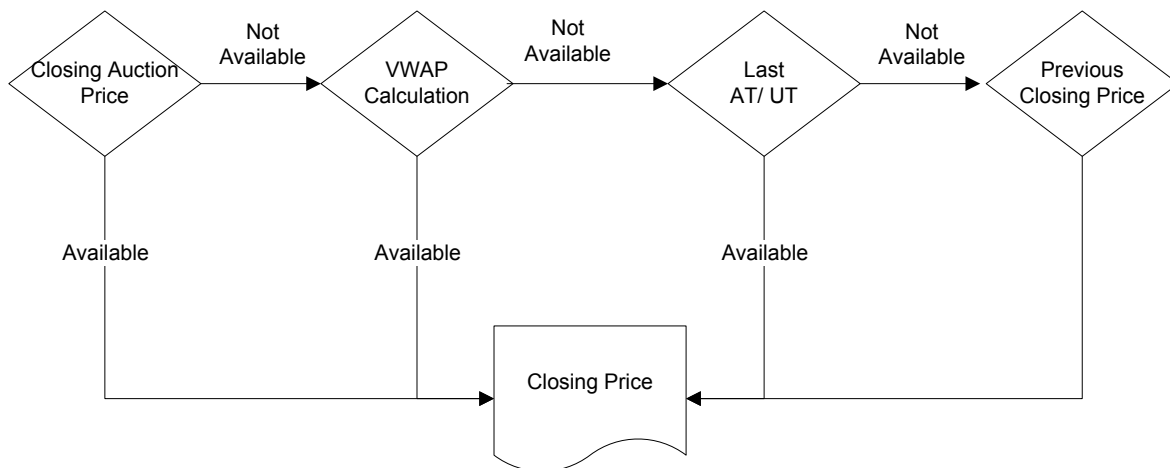 Closing Auction
Price
Not
Available
VWAP
Calculation
Not
Available
Last
AT/ UT
Not
Available
Previous
Closing Price
Available
Available
Available
Closing Price